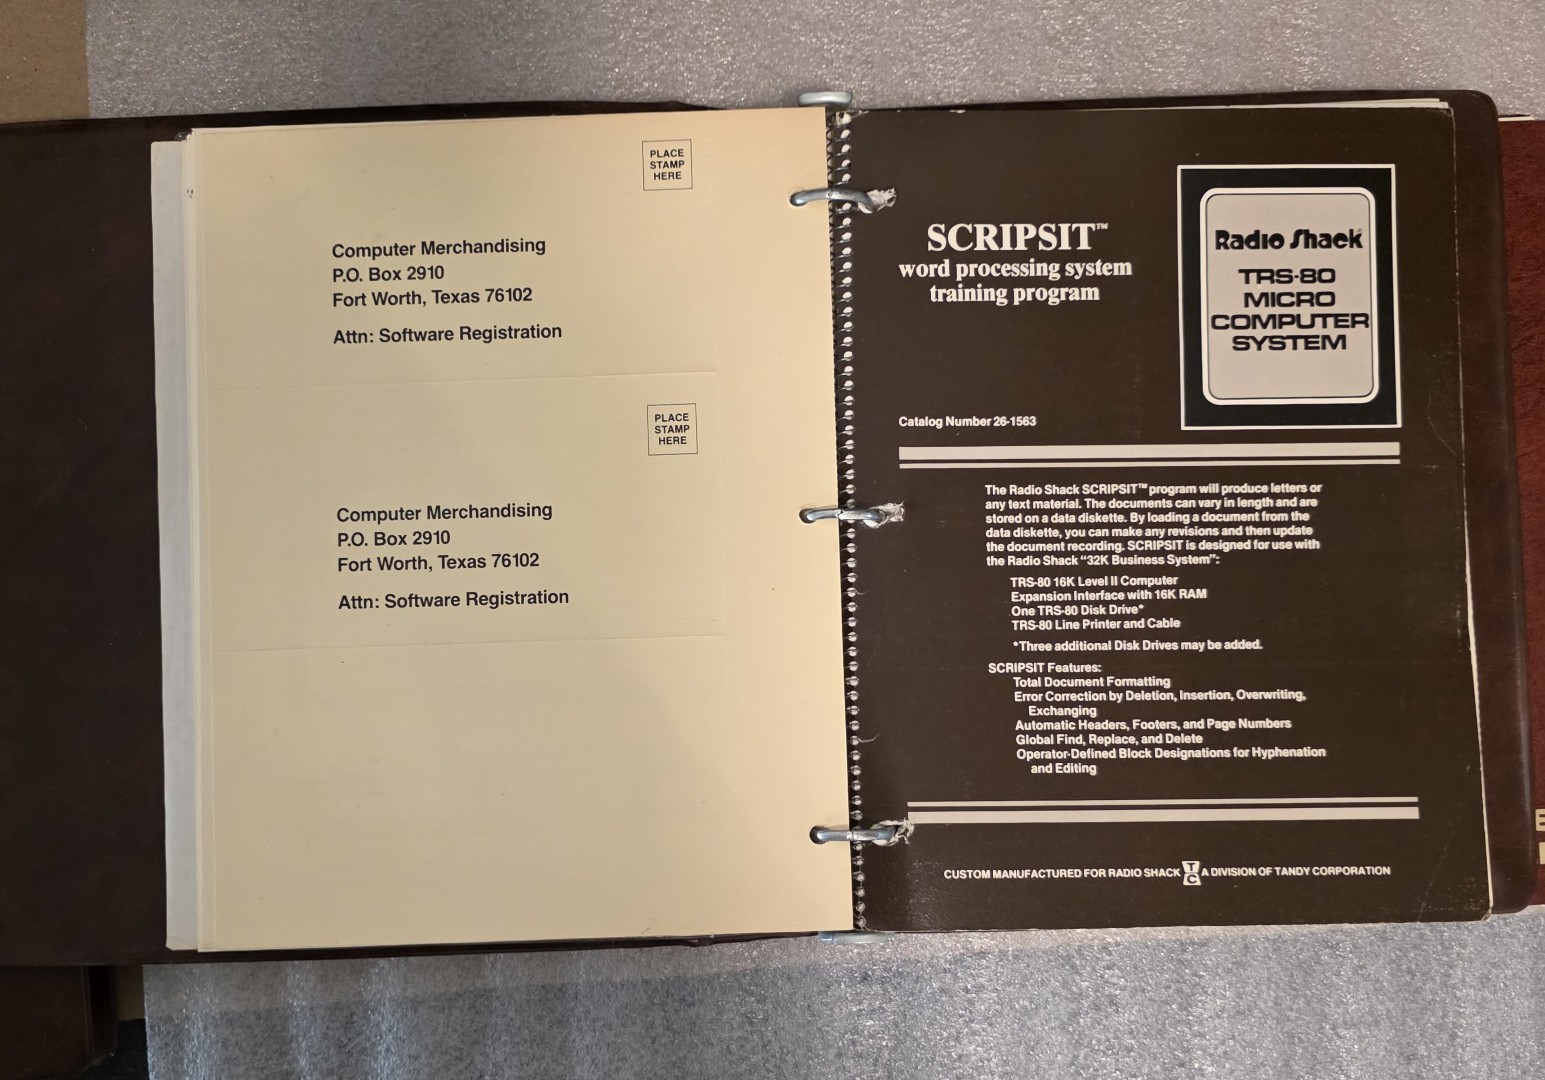 PLACE
STAMP
HERE
Computer Merchandising
P.O. Box 2910
Fort Worth, Texas 76102
Attn: Software Registration
PLACE
STAMP
HERE
Computer Merchandising
P.O. Box 2910
Fort Worth, Texas 76102
Attn: Software Registration
SCRIPSIT™
word processing system
training program
Radio Shack
TRS-80
MICRO
COMPUTER
SYSTEM
Catalog Number 26-1563
The Radio Shack SCRIPSIT™ program will produce letters or
any text material. The documents can vary in length and are
stored on a data diskette. By loading a document from the
data diskette, you can make any revisions and then update
the document recording. SCRIPSIT is designed for use with
the Radio Shack “32K Business System”:
TRS-80 16K Level II Computer
Expansion Interface with 16K RAM
One TRS-80 Disk Drive*
TRS-80 Line Printer and Cable
*Three additional Disk Drives may be added.
SCRIPSIT Features:
Total Document Formatting
Error Correction by Deletion, Insertion, Overwriting,
Exchanging
Automatic Headers, Footers, and Page Numbers
Global Find, Replace, and Delete
Operator-Defined Block Designations for Hyphenation
and Editing
CUSTOM MANUFACTURED FOR RADIO SHACK TC A DIVISION OF TANDY CORPORATION